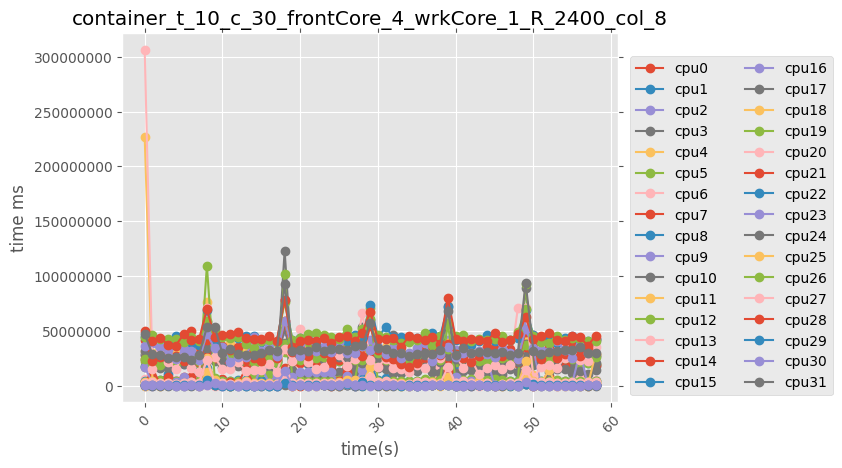 container_t_10_c_30_frontCore_4_wrkCore_1_R_2400_col_8
time ms
300000000
250000000
200000000
150000000
100000000
50000000
0
0
10
20
30
40
50
60
time(s)
cpu0
cpu1
cpu2
cpu3
cpu4
cpu5
cpu6
cpu7
cpu8
cpu9
cpu10
cpu11
cpu12
cpu13
cpu14
cpu15
cpu16
cpu17
cpu18
cpu19
cpu20
cpu21
cpu22
cpu23
cpu24
cpu25
cpu26
cpu27
cpu28
cpu29
cpu30
cpu31